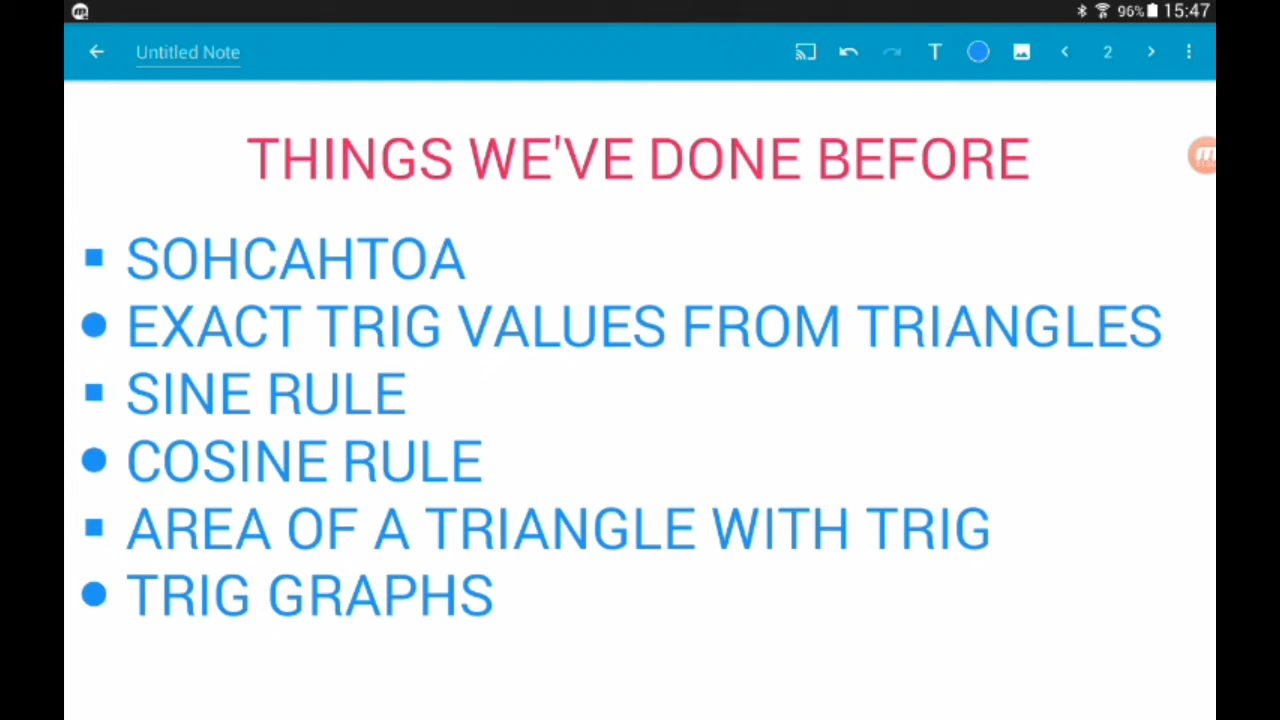 96% 15:47
Untitled Note
T
2
THINGS WE'VE DONE BEFORE
▪ SOHCAHTOA
● EXACT TRIG VALUES FROM TRIANGLES
▪ SINE RULE
● COSINE RULE
▪ AREA OF A TRIANGLE WITH TRIG
● TRIG GRAPHS